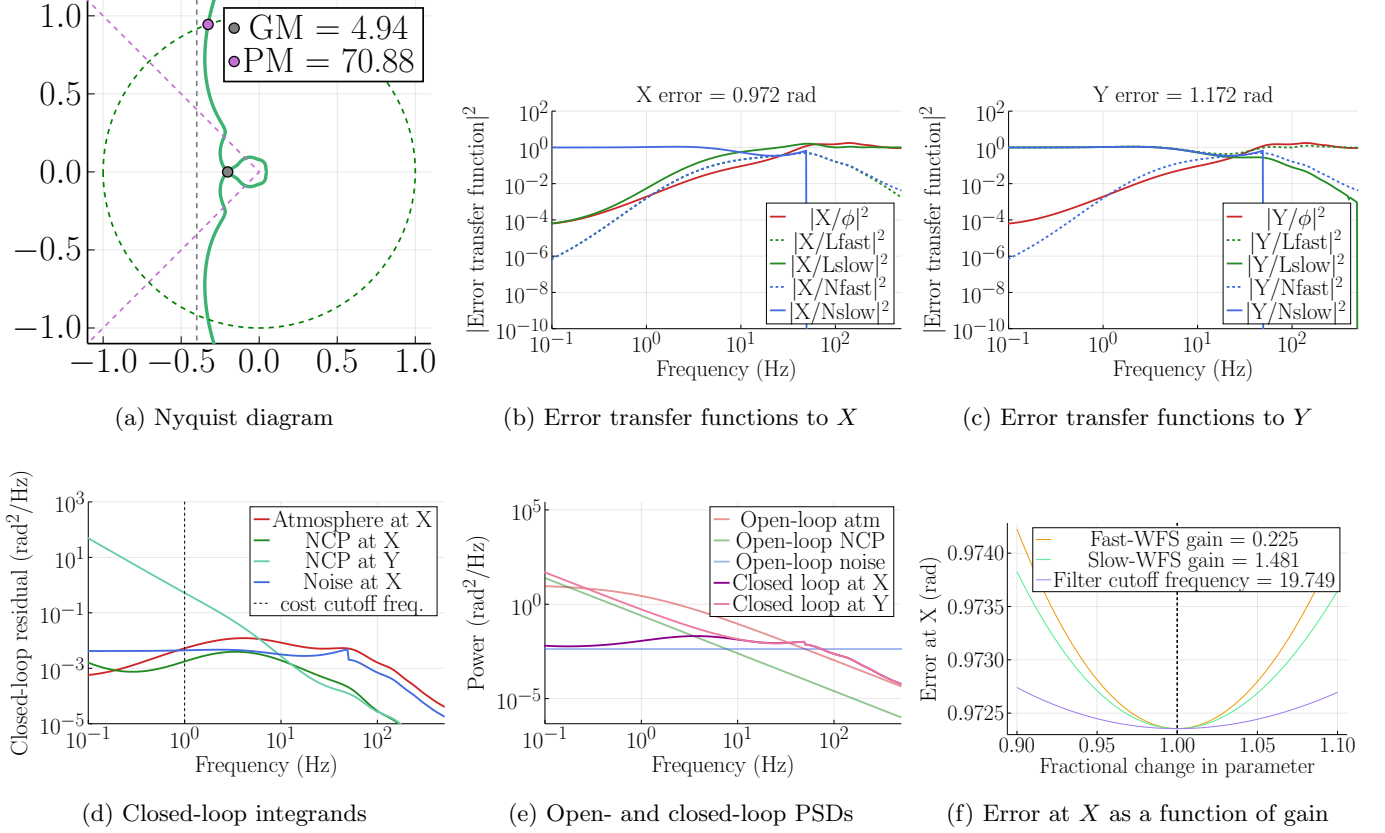 GM = 4.94
PM = 70.88
1.0
0.5
0.0
−0.5
−1.0
−1.0 −0.5 0.0 0.5 1.0
(a) Nyquist diagram
X error = 0.972 rad
|Error transfer function|²
10² 10⁰ 10⁻² 10⁻⁴ 10⁻⁶ 10⁻⁸ 10⁻¹⁰
|X/ϕ|²
|X/Lfast|²
|X/Lslow|²
|X/Nfast|²
|X/Nslow|²
10⁻¹ 10⁰ 10¹ 10²
Frequency (Hz)
(b) Error transfer functions to X
Y error = 1.172 rad
|Error transfer function|²
10² 10⁰ 10⁻² 10⁻⁴ 10⁻⁶ 10⁻⁸ 10⁻¹⁰
|Y/ϕ|²
|Y/Lfast|²
|Y/Lslow|²
|Y/Nfast|²
|Y/Nslow|²
10⁻¹ 10⁰ 10¹ 10²
Frequency (Hz)
(c) Error transfer functions to Y
Closed-loop residual (rad²/Hz)
10³ 10¹ 10⁻¹ 10⁻³ 10⁻⁵
Atmosphere at X
NCP at X
NCP at Y
Noise at X
cost cutoff freq.
10⁻¹ 10⁰ 10¹ 10²
Frequency (Hz)
(d) Closed-loop integrands
Power (rad²/Hz)
10⁵ 10⁰ 10⁻⁵
Open-loop atm
Open-loop NCP
Open-loop noise
Closed loop at X
Closed loop at Y
10⁻¹ 10⁰ 10¹ 10²
Frequency (Hz)
(e) Open- and closed-loop PSDs
Error at X (rad)
0.9740
0.9735
0.9730
0.9725
Fast-WFS gain = 0.225
Slow-WFS gain = 1.481
Filter cutoff frequency = 19.749
0.90 0.95 1.00 1.05 1.10
Fractional change in parameter
(f) Error at X as a function of gain